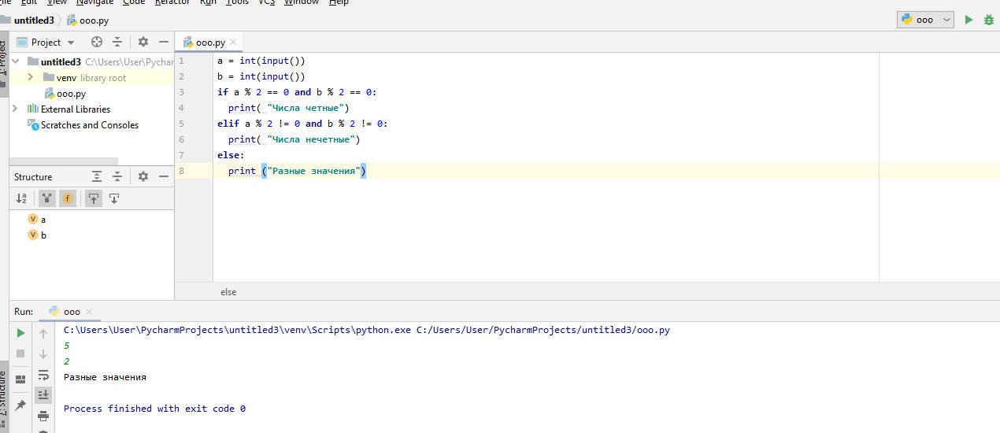 File Edit View Navigate Code Refactor Run Tools VCS Window Help
untitled3 ooo.py
ooo
1: Project
Project
ooo.py
untitled3 C:\Users\User\Pychar
venv library root
ooo.py
External Libraries
Scratches and Consoles
1 a = int(input())
2 b = int(input())
3 if a % 2 == 0 and b % 2 == 0:
4 print( "Числа четные")
5 elif a % 2 != 0 and b % 2 != 0:
6 print( "Числа нечетные")
7 else:
8 print ("Разные значения")
Structure
a
b
else
Run: ooo
C:\Users\User\PycharmProjects\untitled3\venv\Scripts\python.exe C:/Users/User/PycharmProjects/untitled3/ooo.py
5
2
Разные значения
Process finished with exit code 0
7: Structure